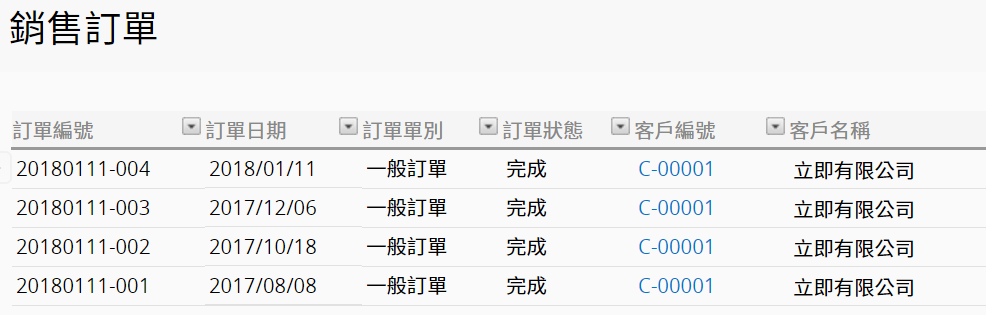 銷售訂單
訂單編號 訂單日期 訂單單別 訂單狀態 客戶編號 客戶名稱
20180111-004 2018/01/11 一般訂單 完成 C-00001 立即有限公司
20180111-003 2017/12/06 一般訂單 完成 C-00001 立即有限公司
20180111-002 2017/10/18 一般訂單 完成 C-00001 立即有限公司
20180111-001 2017/08/08 一般訂單 完成 C-00001 立即有限公司